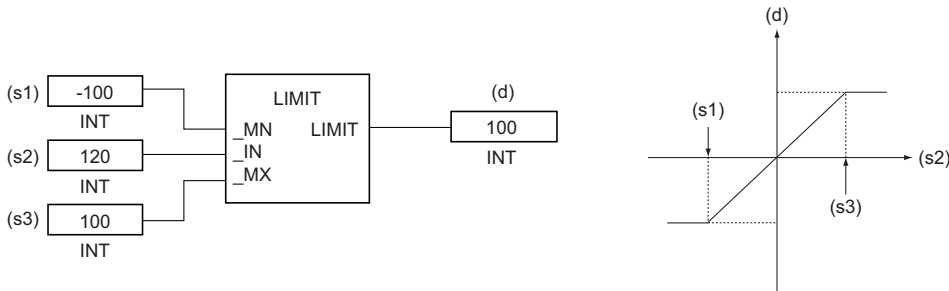 (s1) -100
INT
(s2) 120
INT
(s3) 100
INT
LIMIT
_MN LIMIT
_IN
_MX
(d)
100
INT
(d)
(s1)
(s2)
(s3)